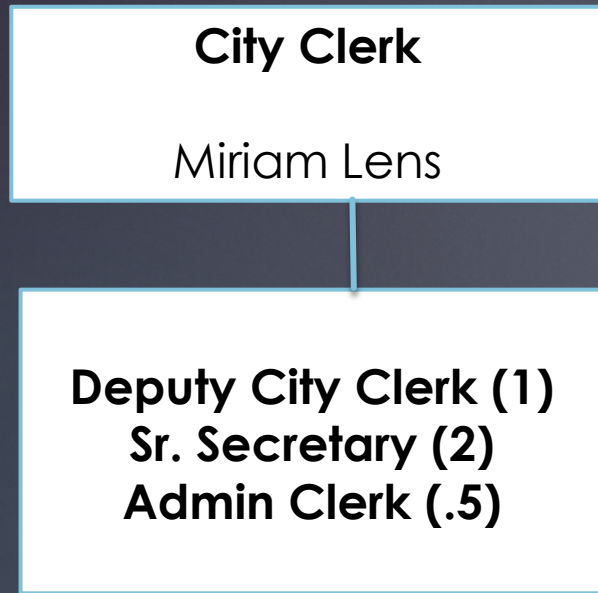 City Clerk
Miriam Lens
Deputy City Clerk (1)
Sr. Secretary (2)
Admin Clerk (.5)